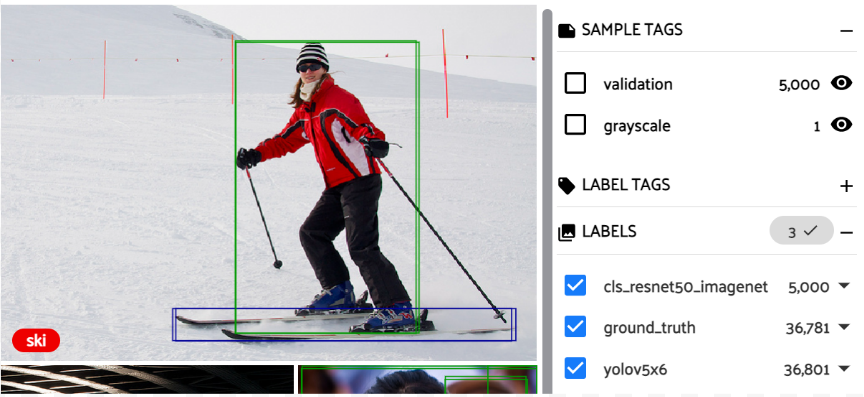 SAMPLE TAGS
validation 5,000
grayscale 1
LABEL TAGS
LABELS 3
cls_resnet50_imagenet 5,000
ground_truth 36,781
yolov5x6 36,801
ski